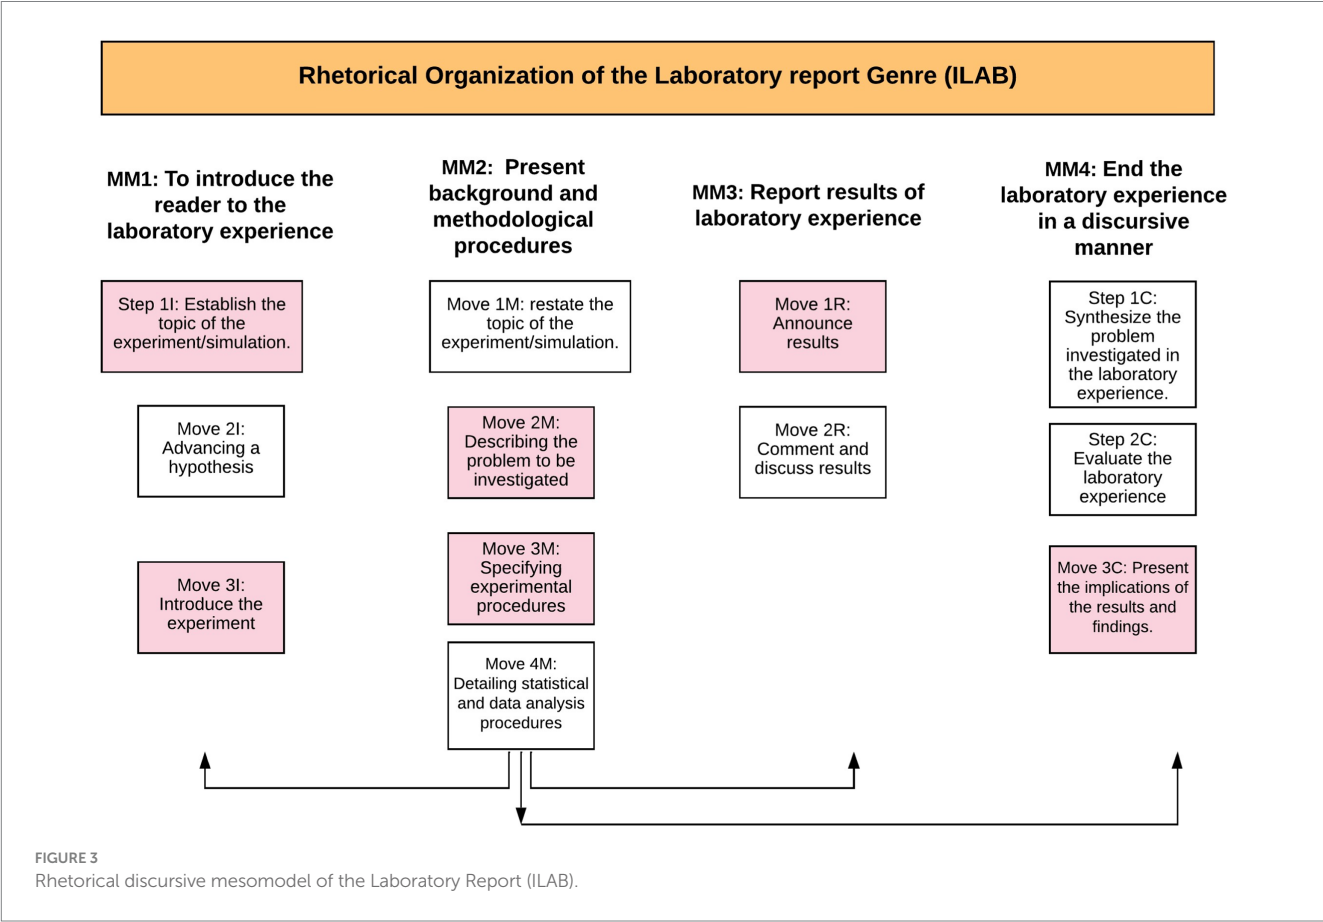 Rhetorical Organization of the Laboratory report Genre (ILAB)
MM1: To introduce the
reader to the
laboratory experience
Step 1I: Establish the
topic of the
experiment/simulation.
Move 2I:
Advancing a
hypothesis
Move 3I:
Introduce the
experiment
MM2:  Present
background and
methodological
procedures
Move 1M: restate the
topic of the
experiment/simulation.
Move 2M:
Describing the
problem to be
investigated
Move 3M:
Specifying
experimental
procedures
Move 4M:
Detailing statistical
and data analysis
procedures
MM3: Report results of
laboratory experience
Move 1R:
Announce
results
Move 2R:
Comment and
discuss results
MM4: End the
laboratory experience
in a discursive
manner
Step 1C:
Synthesize the
problem
investigated in
the laboratory
experience.
Step 2C:
Evaluate the
laboratory
experience
Move 3C: Present
the implications of
the results and
findings.
FIGURE 3
Rhetorical discursive mesomodel of the Laboratory Report (ILAB).